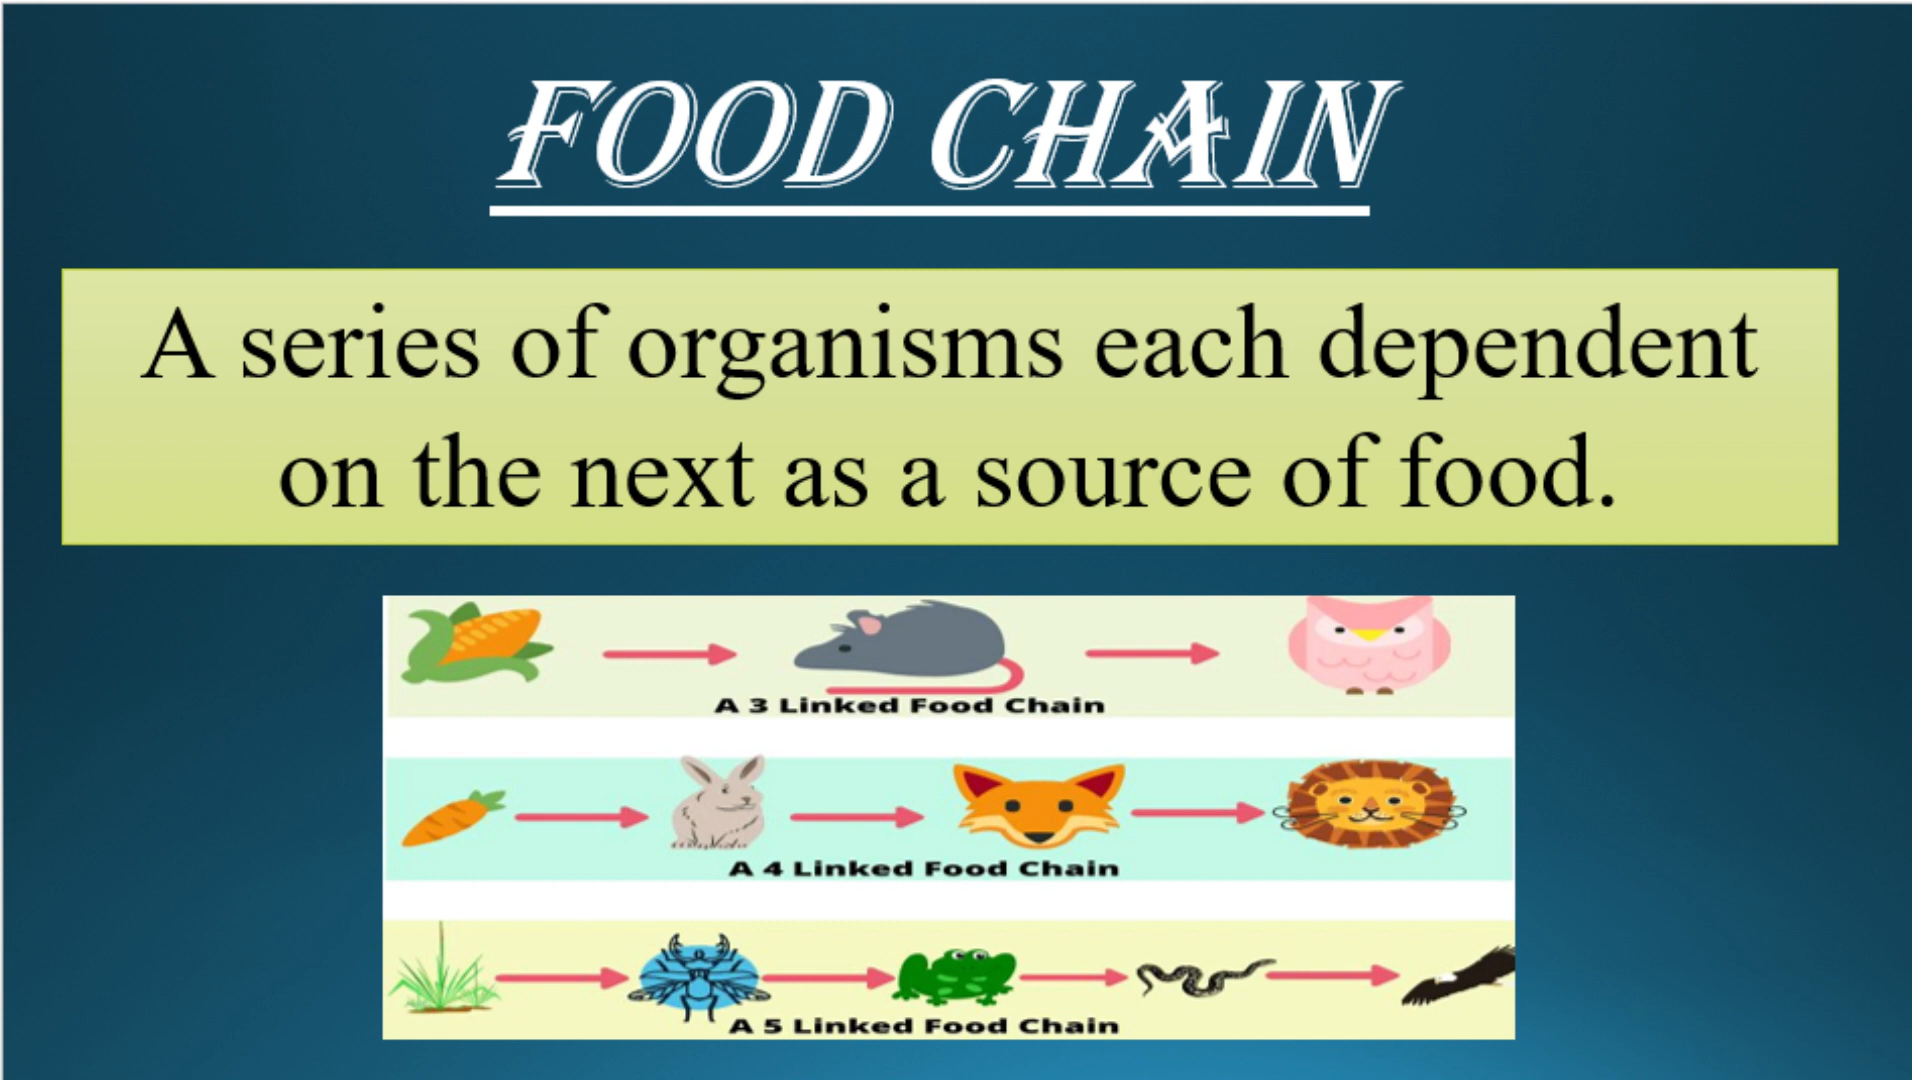 FOOD CHAIN
A series of organisms each dependent
on the next as a source of food.
A 3 Linked Food Chain
A 4 Linked Food Chain
A 5 Linked Food Chain